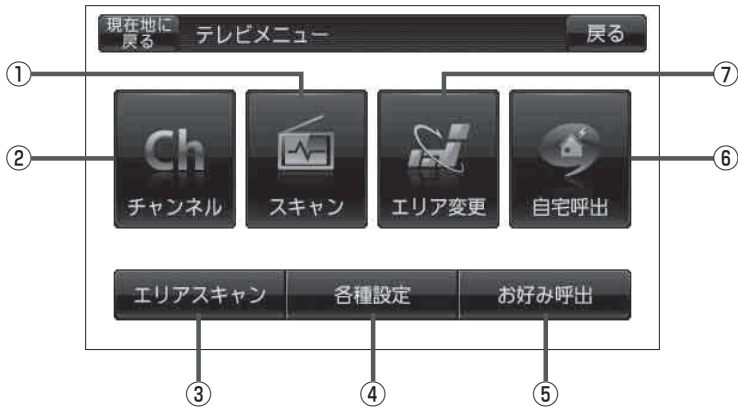 現在地に
戻る
テレビメニュー
戻る
①
⑦
②
Ch
⑥
チャンネル
スキャン
エリア変更
自宅呼出
エリアスキャン
各種設定
お好み呼出
③
④
⑤